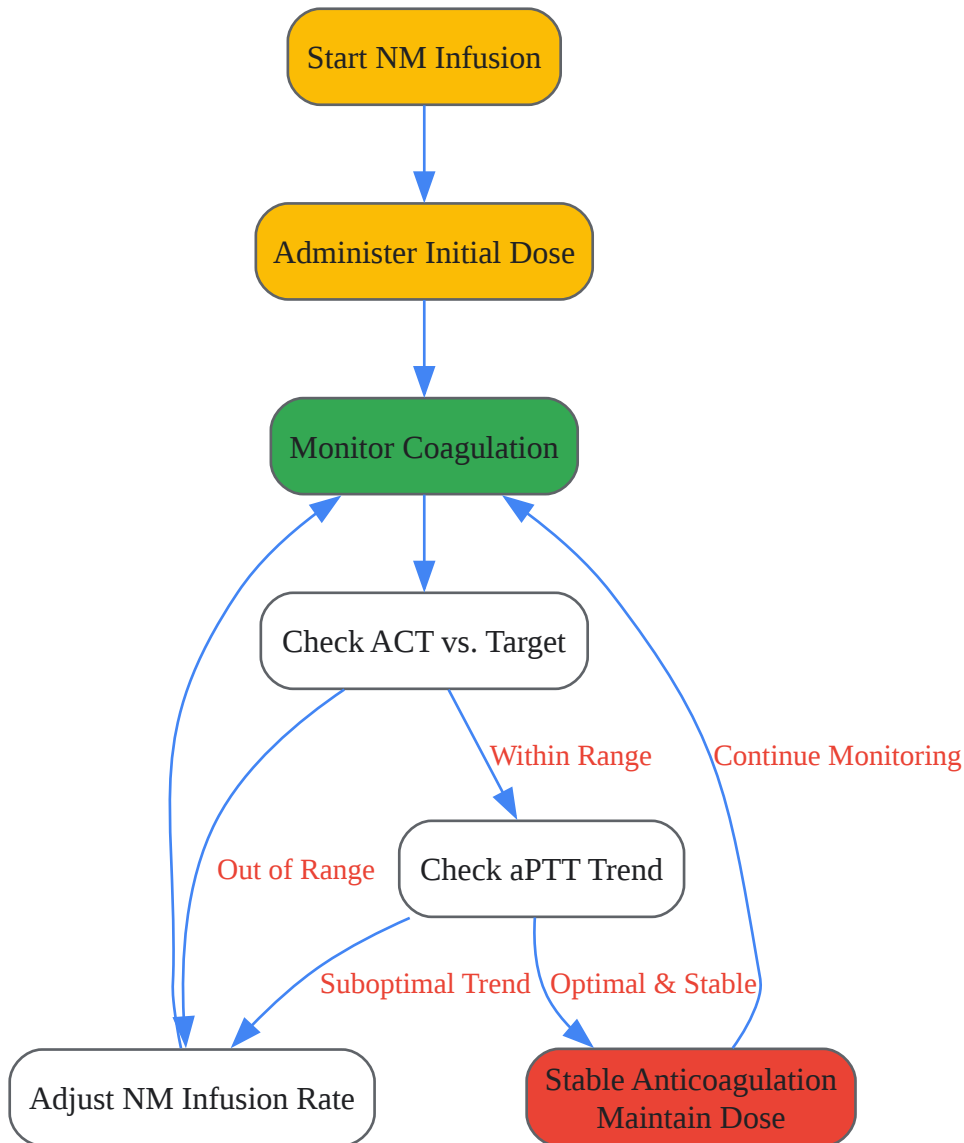 Start NM Infusion
Administer Initial Dose
Monitor Coagulation
Check ACT vs. Target
Within Range
Continue Monitoring
Check aPTT Trend
Out of Range
Suboptimal Trend
Optimal & Stable
Adjust NM Infusion Rate
Stable Anticoagulation
Maintain Dose